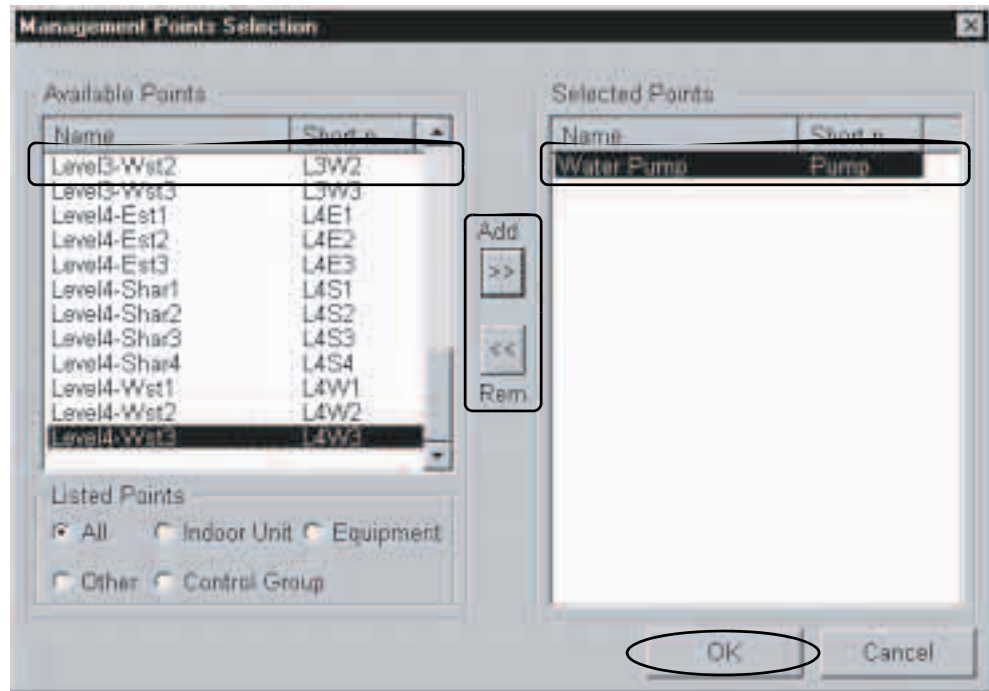 Management Points Selection
Available Points
Name Short n
Level3-Wst2 L3W2
Level3-Wst3 L3W3
Level4-Est1 L4E1
Level4-Est2 L4E2
Level4-Est3 L4E3
Level4-Shar1 L4S1
Level4-Shar2 L4S2
Level4-Shar3 L4S3
Level4-Shar4 L4S4
Level4-Wst1 L4W1
Level4-Wst2 L4W2
Level4-Wst3 L4W3
Listed Points
All Indoor Unit Equipment
Other Control Group
Add
>>
<<
Rem.
Selected Points
Name Short n
Water Pump Pump
OK Cancel